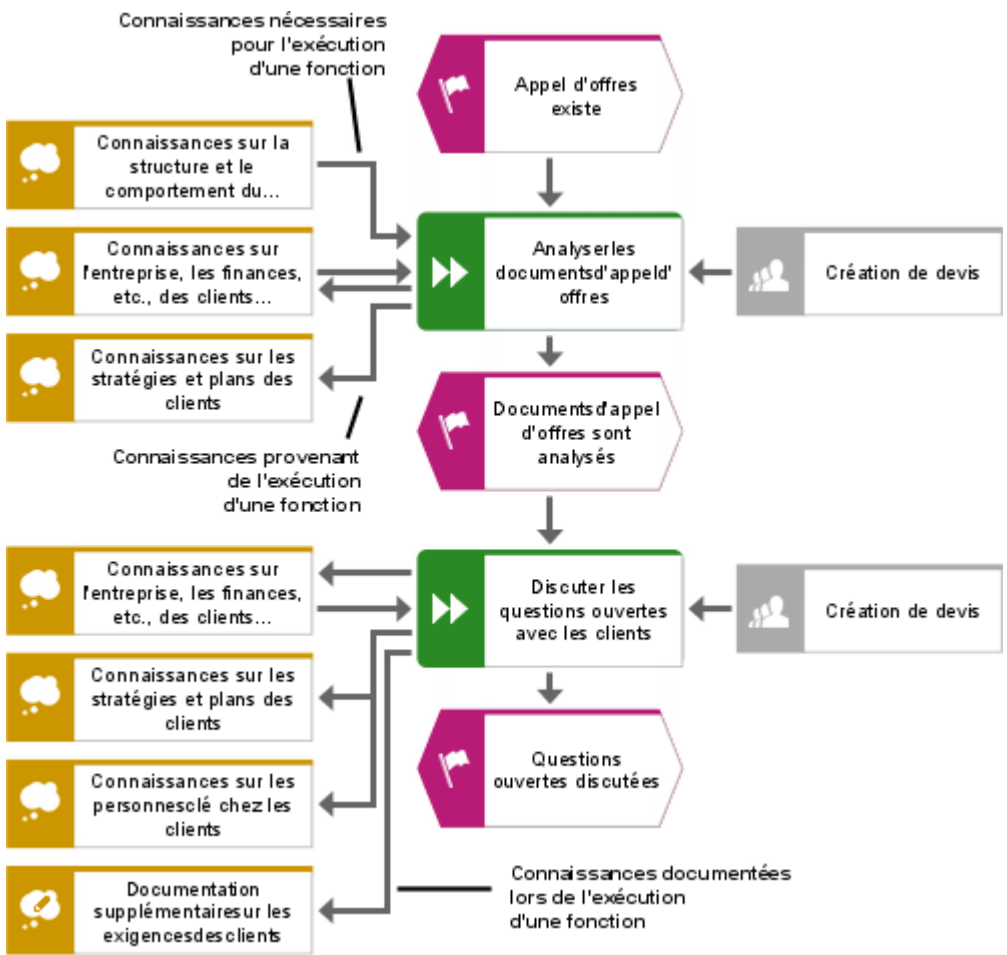 Connaissances nécessaires
pour l'exécution
d'une fonction
Appel d'offres
existe
Connaissances sur la
structure et le
comportement du...
Connaissances sur
l'entreprise, les finances,
etc., des clients...
Analyserles
documentsd'appeld'
offres
Création de devis
Connaissances sur les
stratégies et plans des
clients
Documentsd'appel
d'offres sont
analysés
Connaissances provenant
de l'exécution
d'une fonction
Connaissances sur
l'entreprise, les finances,
etc., des clients...
Discuter les
questions ouvertes
avec les clients
Création de devis
Connaissances sur les
stratégies et plans des
clients
Questions
ouvertes discutées
Connaissances sur les
personnesclé chez les
clients
Documentation
supplémentairesur les
exigencesdesclients
Connaissances documentées
lors de l'exécution
d'une fonction